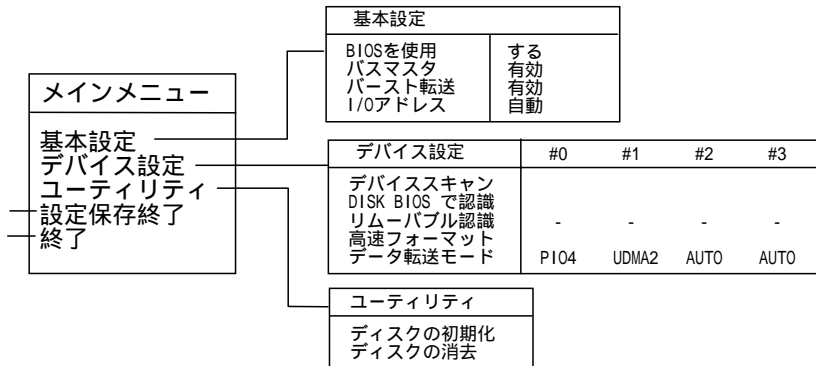 基本設定
BIOSを使用 する
バスマスタ 有効
バースト転送 有効
I/Oアドレス 自動
メインメニュー
基本設定
デバイス設定
ユーティリティ
設定保存終了
終了
デバイス設定 #0 #1 #2 #3
デバイススキャン
DISK BIOS で認識
リムーバブル認識 - - - -
高速フォーマット
データ転送モード PIO4 UDMA2 AUTO AUTO
ユーティリティ
ディスクの初期化
ディスクの消去